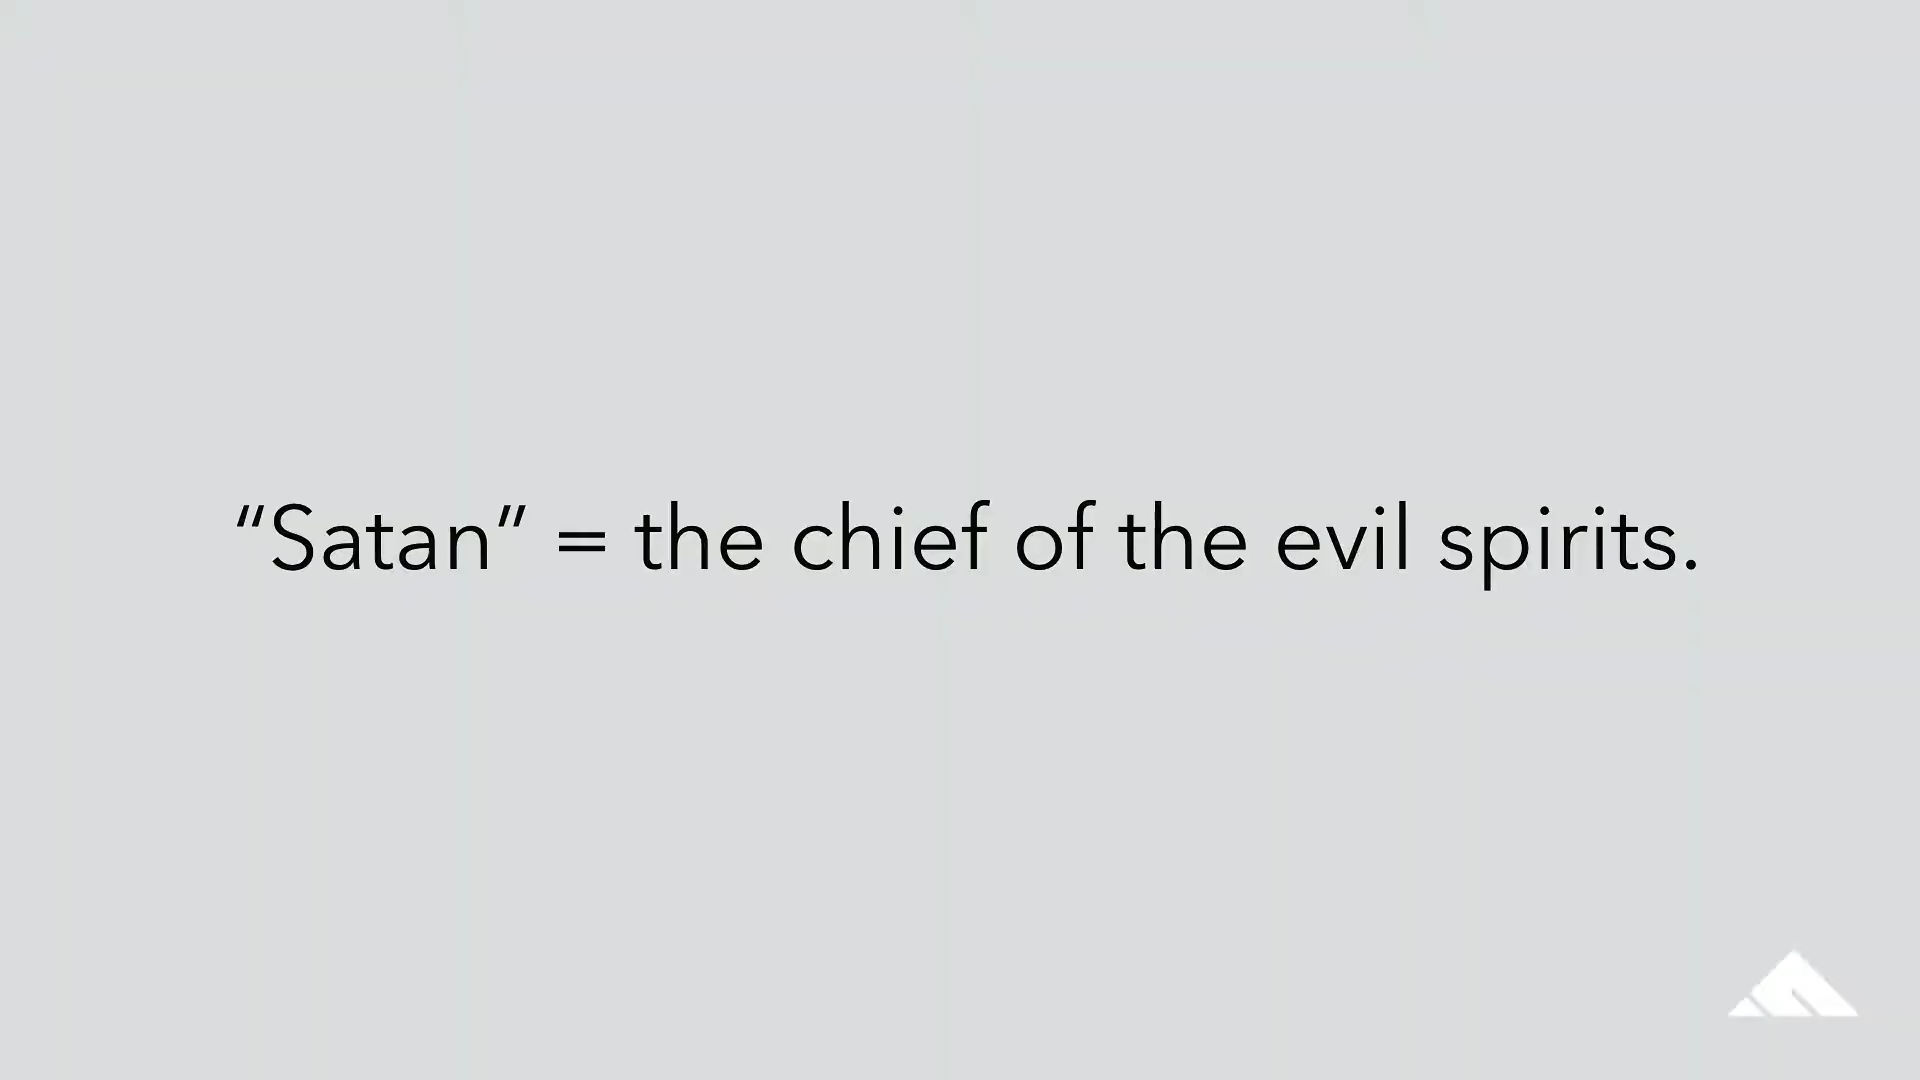 “Satan” = the chief of the evil spirits.